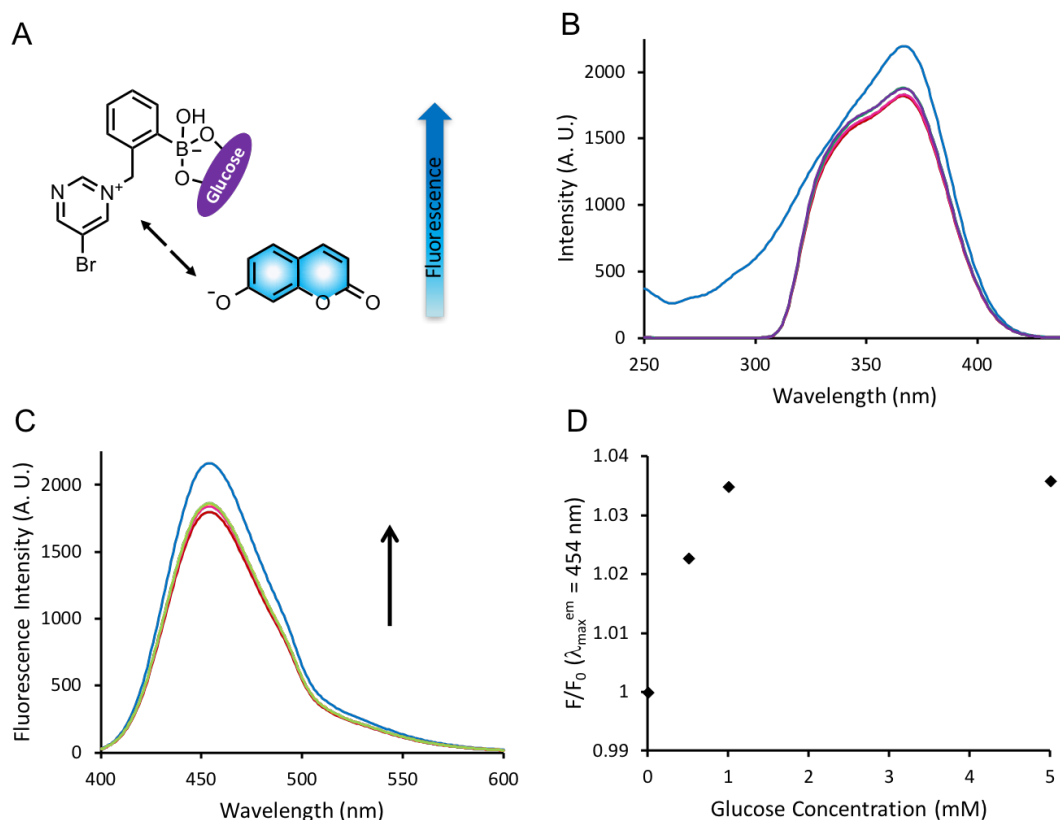 A
OH
B
−
O
O
Glucose
N
N
+
Br
−
O
O
O
Fluorescence
B
Intensity (A. U.)
2000
1500
1000
500
0
250
300
350
400
Wavelength (nm)
C
Fluorescence Intensity (A. U.)
2000
1500
1000
500
0
400
450
500
550
600
Wavelength (nm)
D
F/F₀ (λₘₐₓᵉᵐ = 454 nm)
1.04
1.03
1.02
1.01
1
0.99
0
1
2
3
4
5
Glucose Concentration (mM)